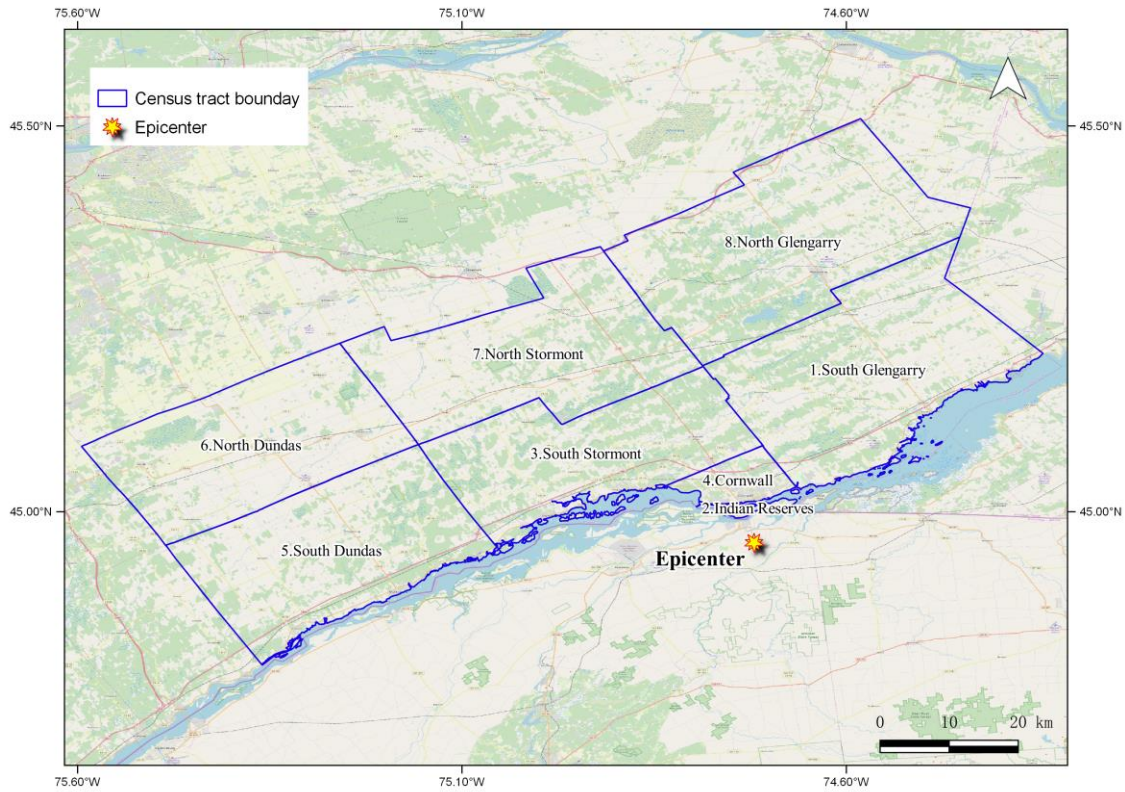 75.60°W 75.10°W 74.60°W
Census tract bounday
Epicenter
45.50°N 45.50°N
8.North Glengarry
7.North Stormont
1.South Glengarry
6.North Dundas
3.South Stormont
4.Cornwall
2.Indian Reserves
45.00°N 45.00°N
5.South Dundas
Epicenter
0 10 20 km
75.60°W 75.10°W 74.60°W